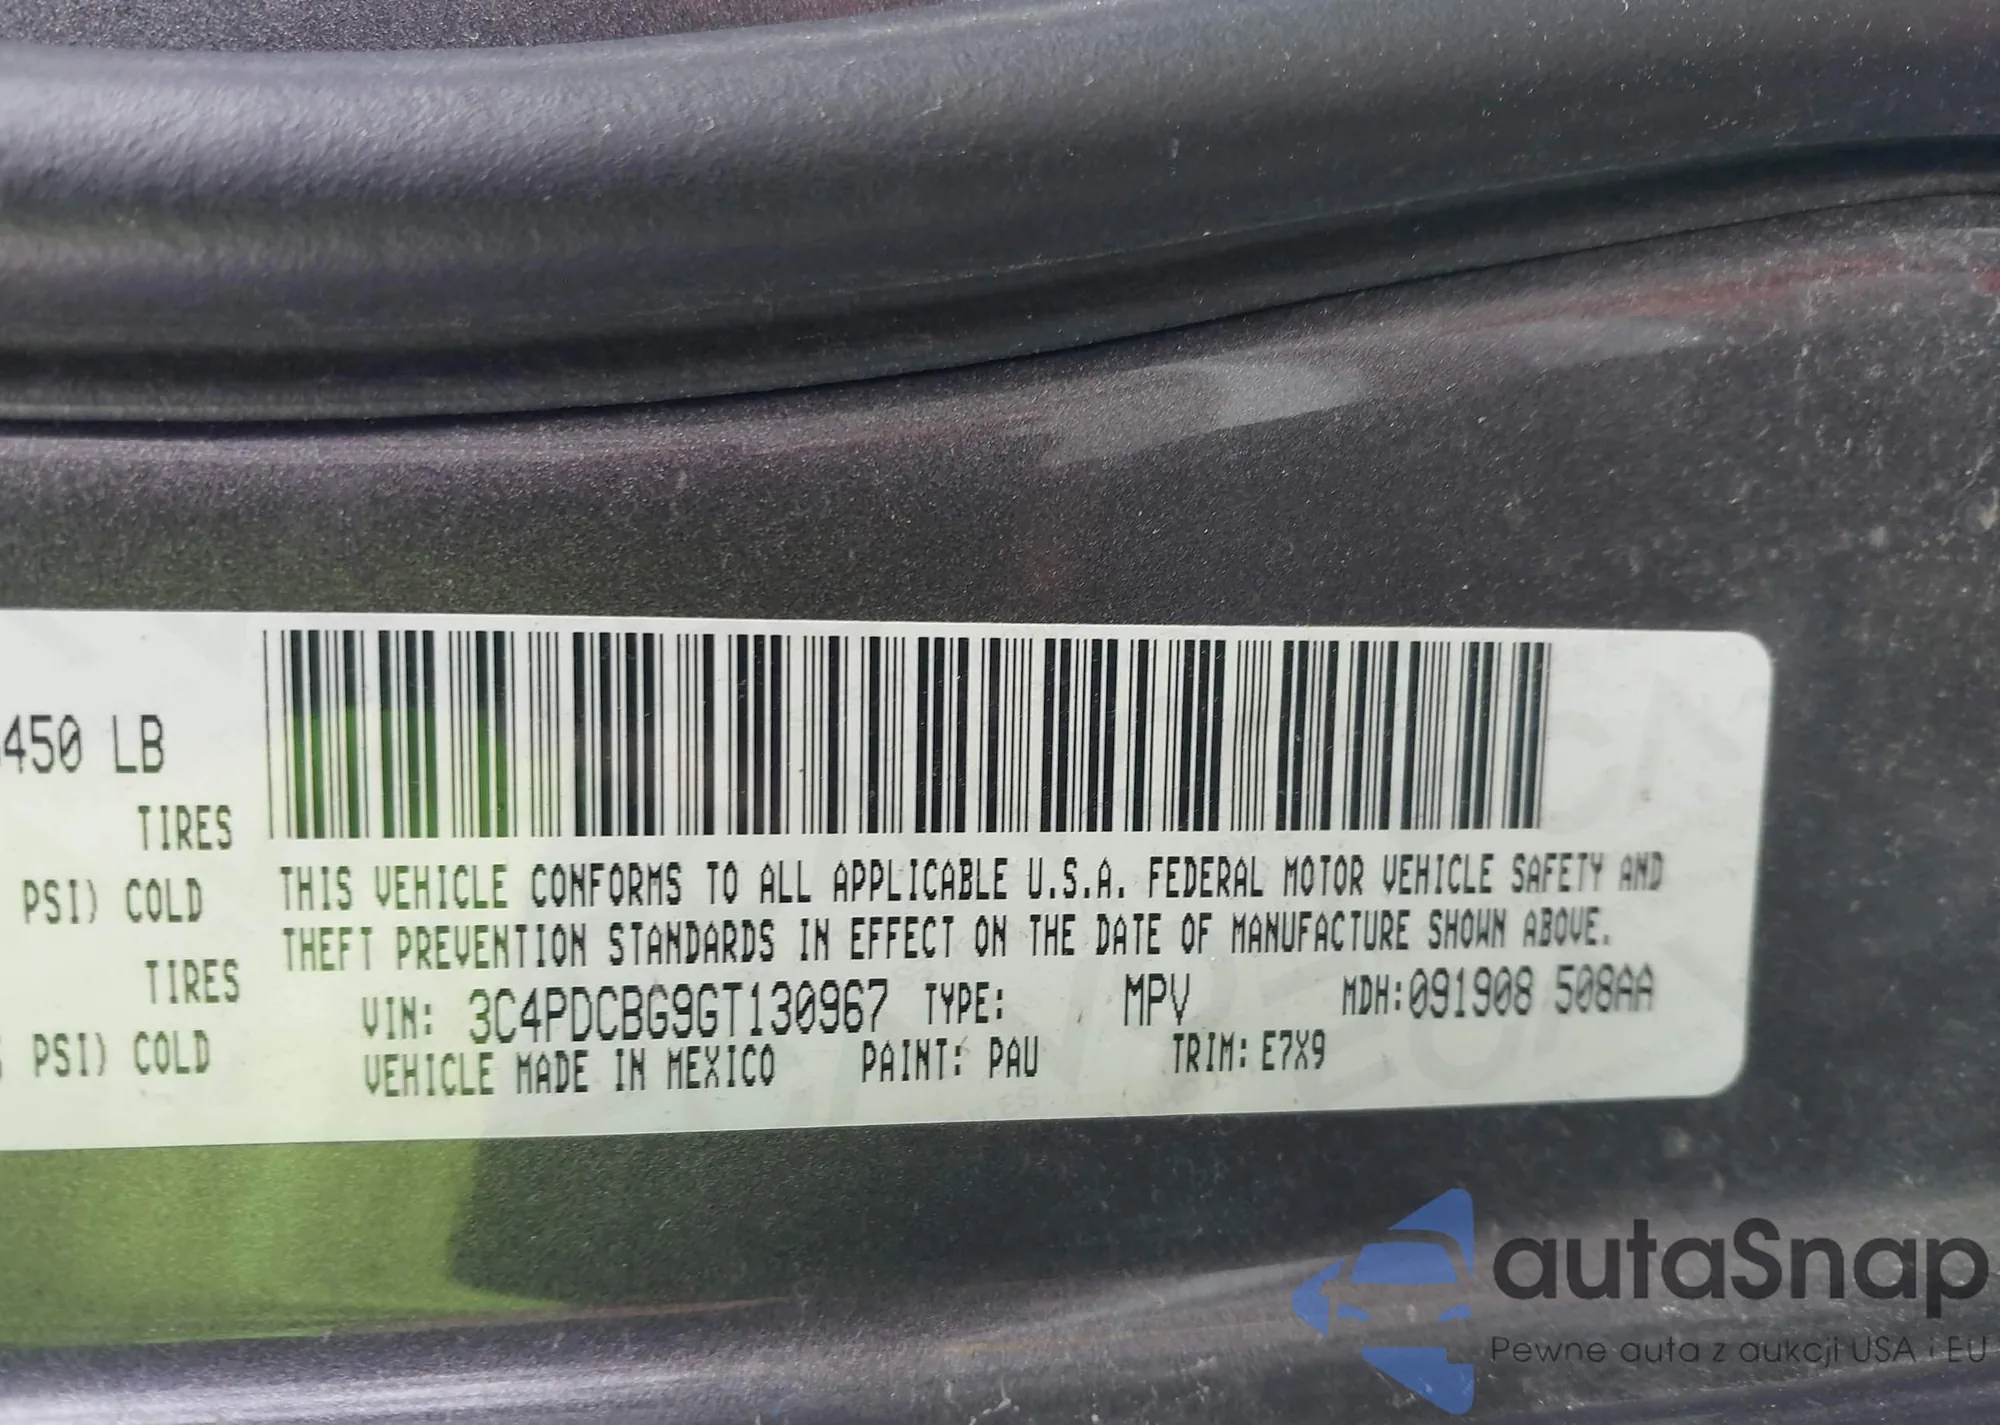 450 LB
TIRES
PSI) COLD
TIRES
PSI) COLD
THIS VEHICLE CONFORMS TO ALL APPLICABLE U.S.A. FEDERAL MOTOR VEHICLE SAFETY AND
THEFT PREVENTION STANDARDS IN EFFECT ON THE DATE OF MANUFACTURE SHOWN ABOVE.
VIN: 3C4PDCBG9GT130967 TYPE: MPV MDH:091908 508AA
VEHICLE MADE IN MEXICO PAINT: PAU TRIM: E7X9
autaSnap
Pewne auta z aukcji USA i EU